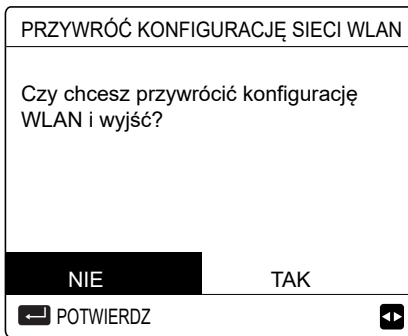 PRZYWRÓĆ KONFIGURACJĘ SIECI WLAN
Czy chcesz przywrócić konfigurację
WLAN i wyjść?
NIE TAK
POTWIERDZ